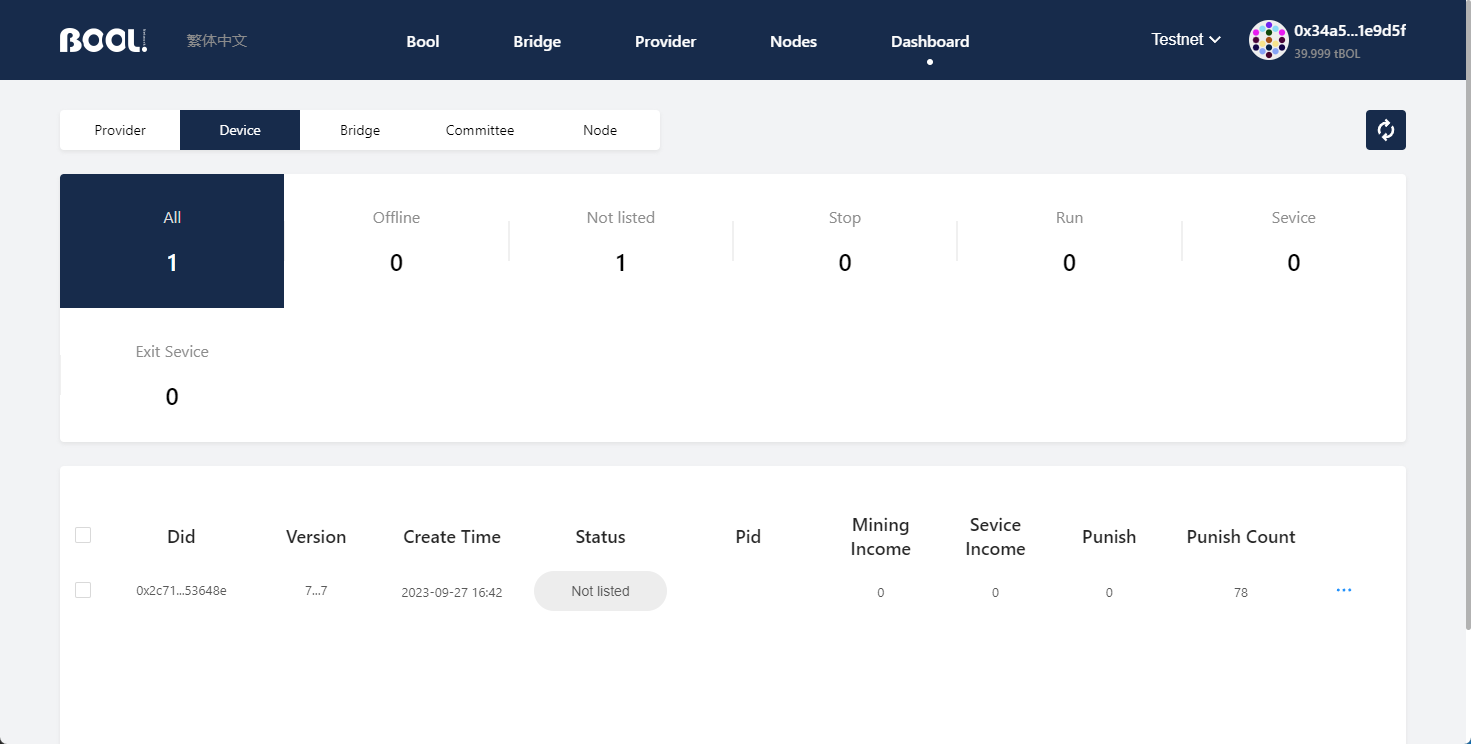 BOOL!
繁体中文
Bool
Bridge
Provider
Nodes
Dashboard
Testnet
0x34a5...1e9d5f
39.999 tBOL
Provider
Device
Bridge
Committee
Node
All
1
Offline
0
Not listed
1
Stop
0
Run
0
Sevice
0
Exit Sevice
0
Did
Version
Create Time
Status
Pid
Mining
Income
Sevice
Income
Punish
Punish Count
0x2c71...53648e
7...7
2023-09-27 16:42
Not listed
0
0
0
78
...